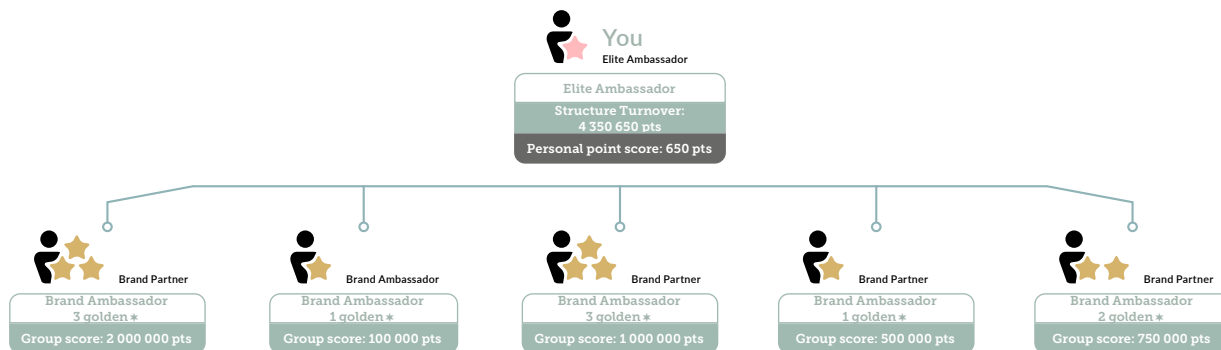 You
Elite Ambassador
Elite Ambassador
Structure Turnover:
4 350 650 pts
Personal point score: 650 pts
Brand Partner
Brand Ambassador
3 golden ✶
Group score: 2 000 000 pts
Brand Ambassador
Brand Ambassador
1 golden ✶
Group score: 100 000 pts
Brand Partner
Brand Ambassador
3 golden ✶
Group score: 1 000 000 pts
Brand Partner
Brand Ambassador
1 golden ✶
Group score: 500 000 pts
Brand Partner
Brand Ambassador
2 golden ✶
Group score: 750 000 pts